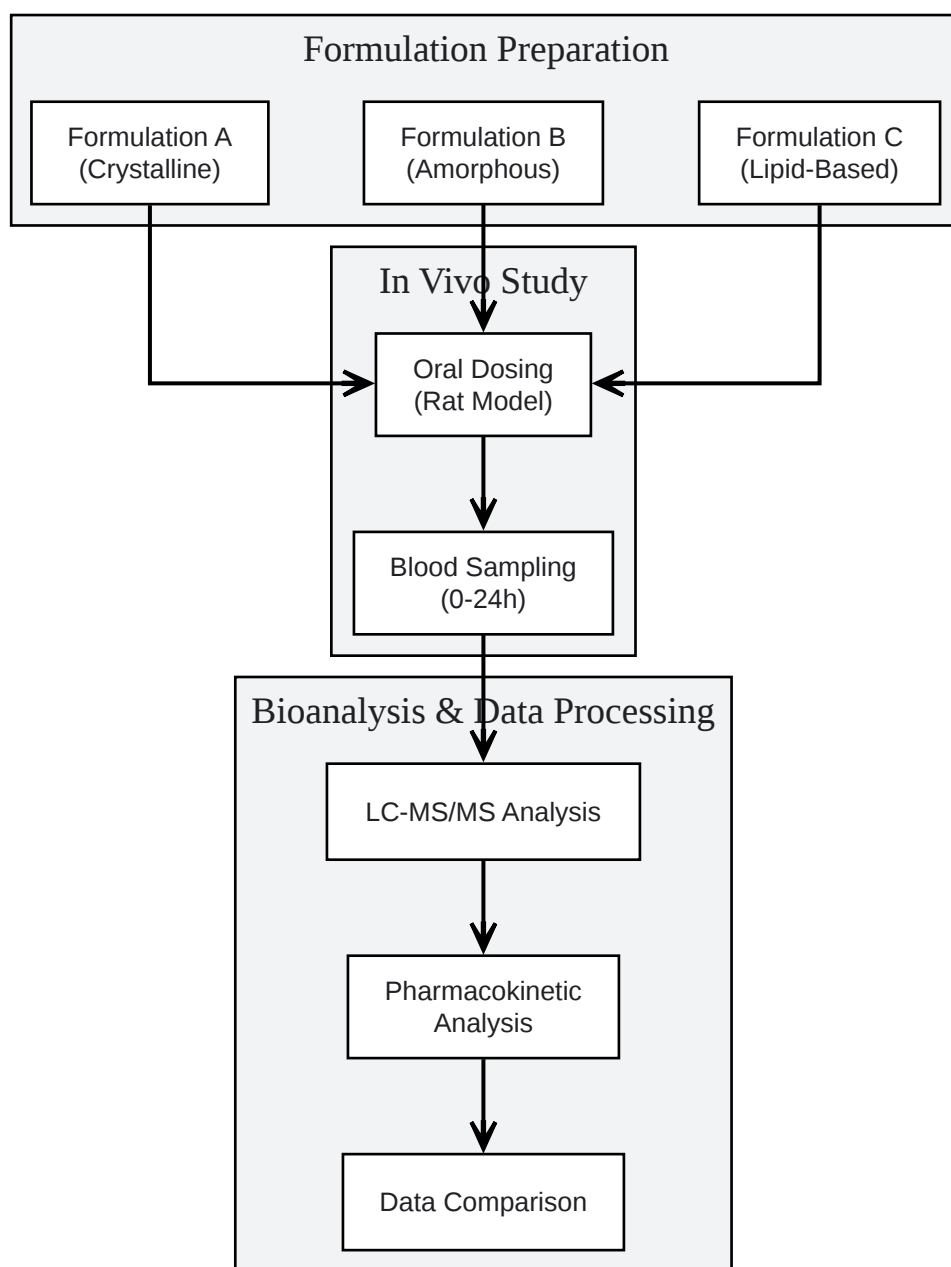 Formulation Preparation
Formulation A
(Crystalline)
Formulation B
(Amorphous)
Formulation C
(Lipid-Based)
In Vivo Study
Oral Dosing
(Rat Model)
Blood Sampling
(0-24h)
Bioanalysis & Data Processing
LC-MS/MS Analysis
Pharmacokinetic
Analysis
Data Comparison